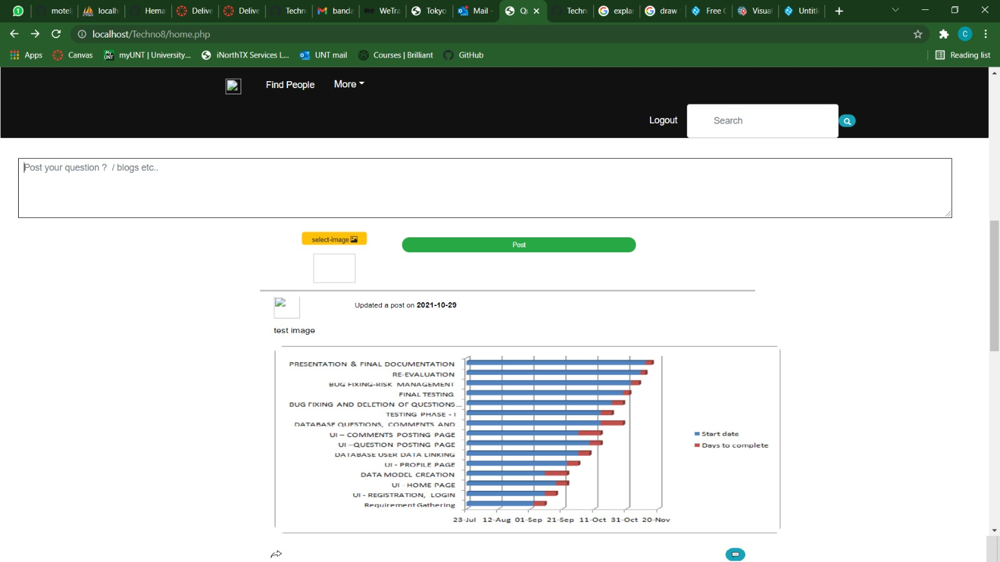 motel localh Hema Delive Delive Techn banda WeTra Tokyo Mail - Qu Techn explar draw Free C Visual Untitl
localhost/Techno8/home.php
Apps Canvas myUNT | University... iNorthTX Services L... UNT mail Courses | Brilliant GitHub Reading list
Find People More
Logout Search
Post your question ? / blogs etc..
select-image Post
Updated a post on 2021-10-29
test image
PRESENTATION & FINAL DOCUMENTATION
RE-EVALUATION
BUG FIXING-RISK MANAGEMENT
FINAL TESTING
BUG FIXING AND DELETION OF QUESTIONS...
TESTING PHASE - I
DATABASE QUESTIONS, COMMENTS AND...
UI – COMMENTS POSTING PAGE
UI –QUESTION POSTING PAGE
DATABASE USER DATA LINKING
UI - PROFILE PAGE
DATA MODEL CREATION
UI –HOME PAGE
UI - REGISTRATION, LOGIN
Requirement Gathering
Start date
Days to complete
23-Jul 12-Aug 01-Sep 21-Sep 11-Oct 31-Oct 20-Nov